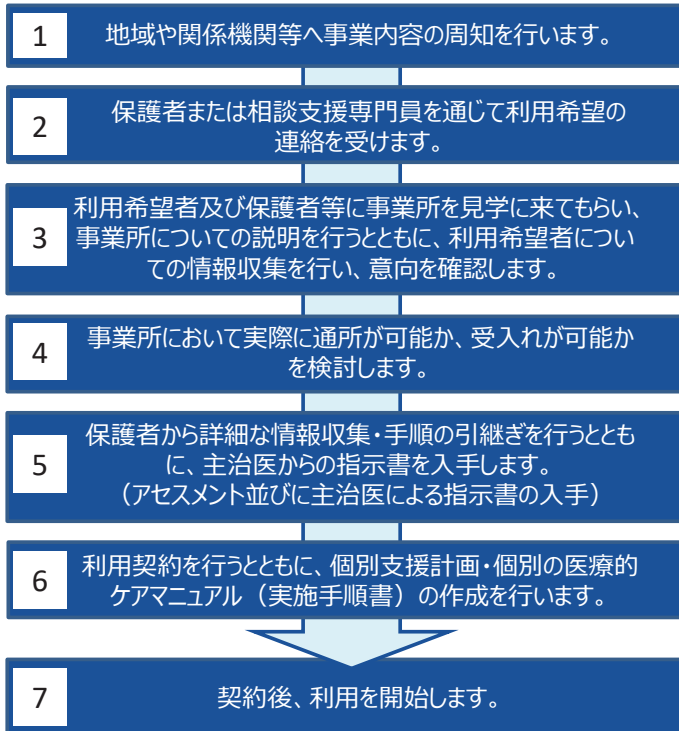 1
地域や関係機関等へ事業内容の周知を行います。
2
保護者または相談支援専門員を通じて利用希望の
連絡を受けます。
3
利用希望者及び保護者等に事業所を見学に来てもらい、
事業所についての説明を行うとともに、利用希望者につい
ての情報収集を行い、意向を確認します。
4
事業所において実際に通所が可能か、受入れが可能か
を検討します。
5
保護者から詳細な情報収集・手順の引継ぎを行うととも
に、主治医からの指示書を入手します。
（アセスメント並びに主治医による指示書の入手）
6
利用契約を行うとともに、個別支援計画・個別の医療的
ケアマニュアル（実施手順書）の作成を行います。
7
契約後、利用を開始します。